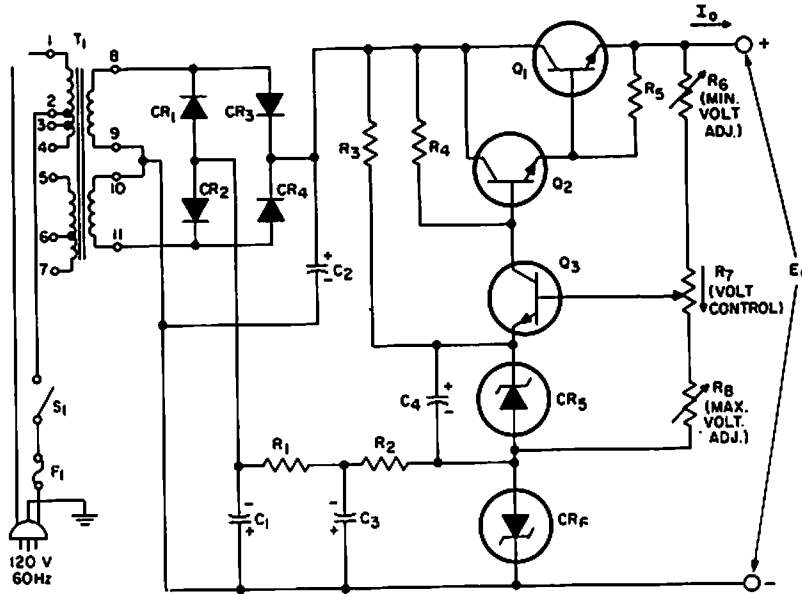 I₀
1
T₁
8
+
2
3
4
CR₁
CR₃
Q₁
R₅
R₆
(MIN.
VOLT
ADJ.)
9
10
R₃
R₄
5
CR₂
CR₄
Q₂
6
11
7
+
-
C₂
Q₃
R₇
(VOLT
CONTROL)
S₁
+
C₄
-
CR₅
R₈
(MAX.
VOLT.
ADJ.)
R₁
R₂
F₁
-
C₁
+
-
C₃
+
120 V
60Hz
-